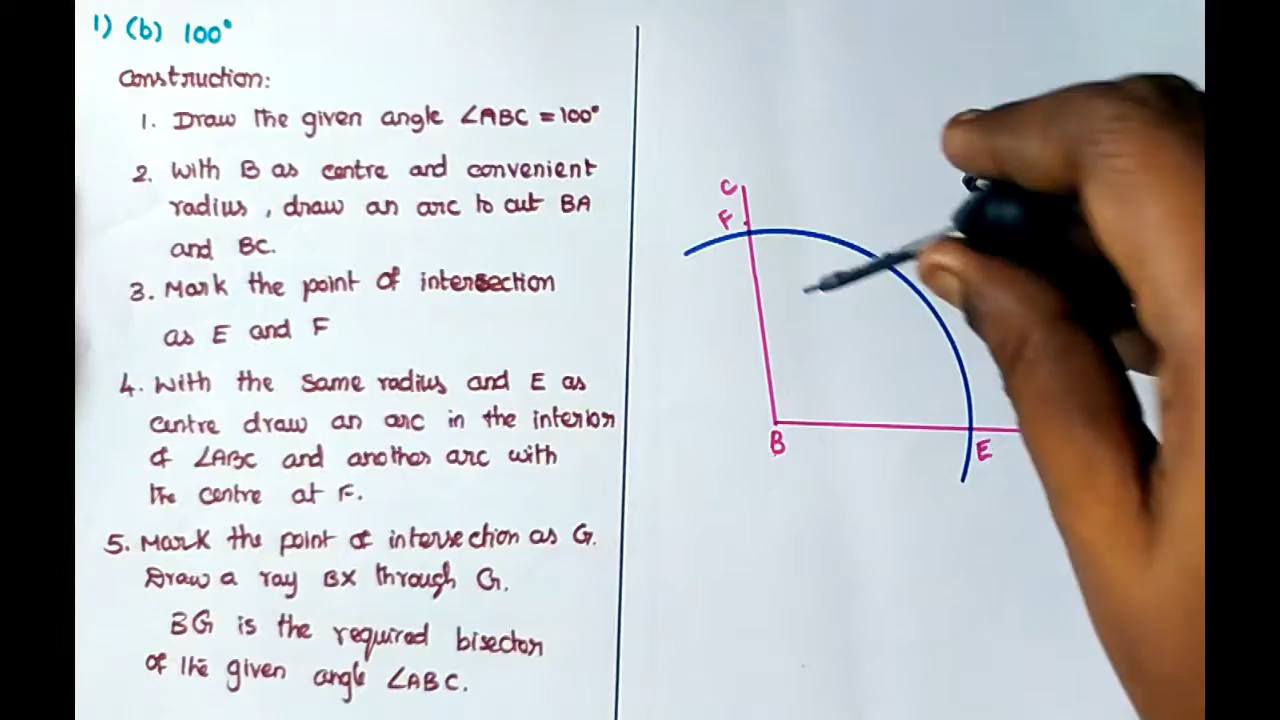 1) (b) 100°
Construction:
1. Draw the given angle ∠ABC = 100°
2. With B as centre and convenient
radius, draw an arc to cut BA
and BC.
3. Mark the point of intersection
as E and F
4. With the same radius and E as
centre draw an arc in the interior
of ∠ABC and another arc with
the centre at F.
5. Mark the point of intersection as G.
Draw a ray BX through G.
BG is the required bisector
of the given angle ∠ABC.
C
F
B
E